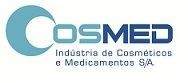 COSMED
Indústria de Cosméticos
e Medicamentos S/A.